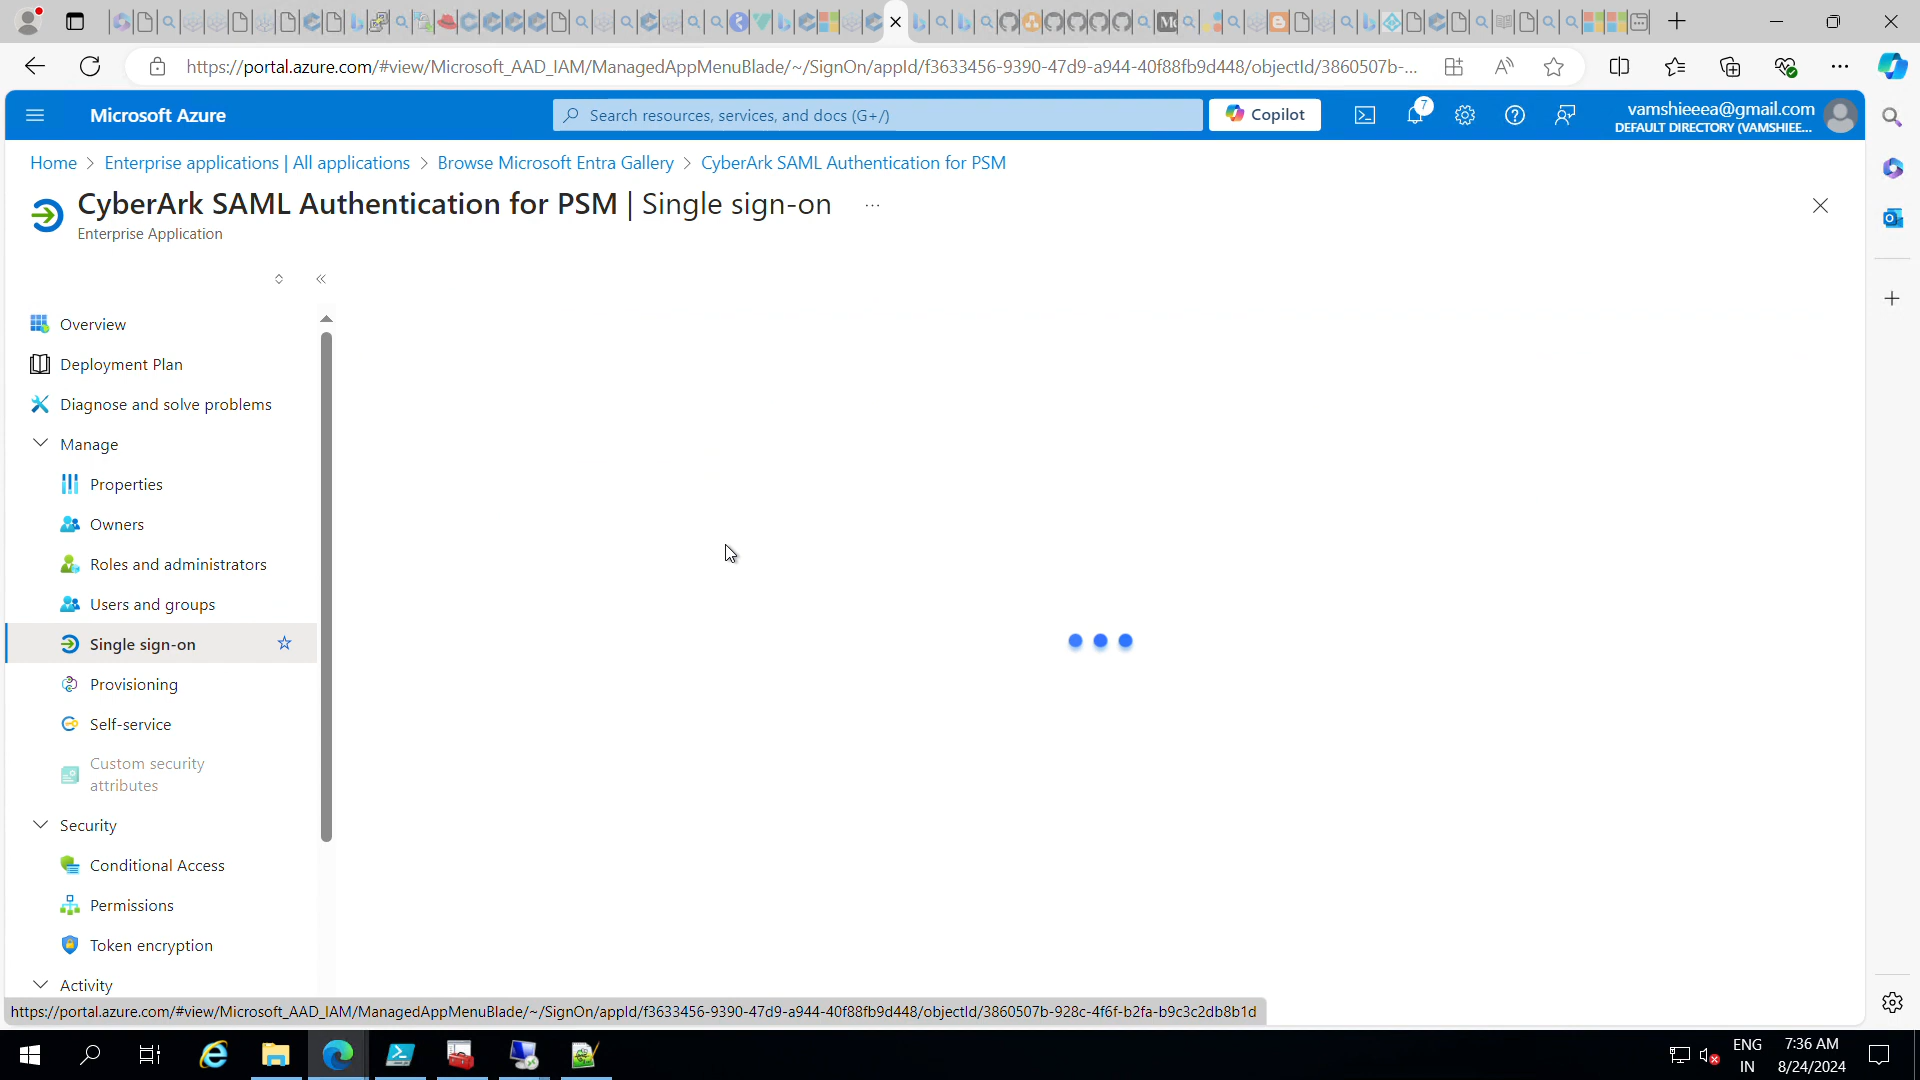 https://portal.azure.com/#view/Microsoft_AAD_IAM/ManagedAppMenuBlade/~/SignOn/appId/f3633456-9390-47d9-a944-40f88fb9d448/objectId/3860507b-...
Microsoft Azure
Search resources, services, and docs (G+/)
Copilot
7
vamshieeea@gmail.com
DEFAULT DIRECTORY (VAMSHIEE...
Home > Enterprise applications | All applications > Browse Microsoft Entra Gallery > CyberArk SAML Authentication for PSM
CyberArk SAML Authentication for PSM | Single sign-on ...
Enterprise Application
Overview
Deployment Plan
Diagnose and solve problems
Manage
Properties
Owners
Roles and administrators
Users and groups
Single sign-on
Provisioning
Self-service
Custom security
attributes
Security
Conditional Access
Permissions
Token encryption
Activity
https://portal.azure.com/#view/Microsoft_AAD_IAM/ManagedAppMenuBlade/~/SignOn/appId/f3633456-9390-47d9-a944-40f88fb9d448/objectId/3860507b-928c-4f6f-b2fa-b9c3c2db8b1d
ENG
IN
7:36 AM
8/24/2024